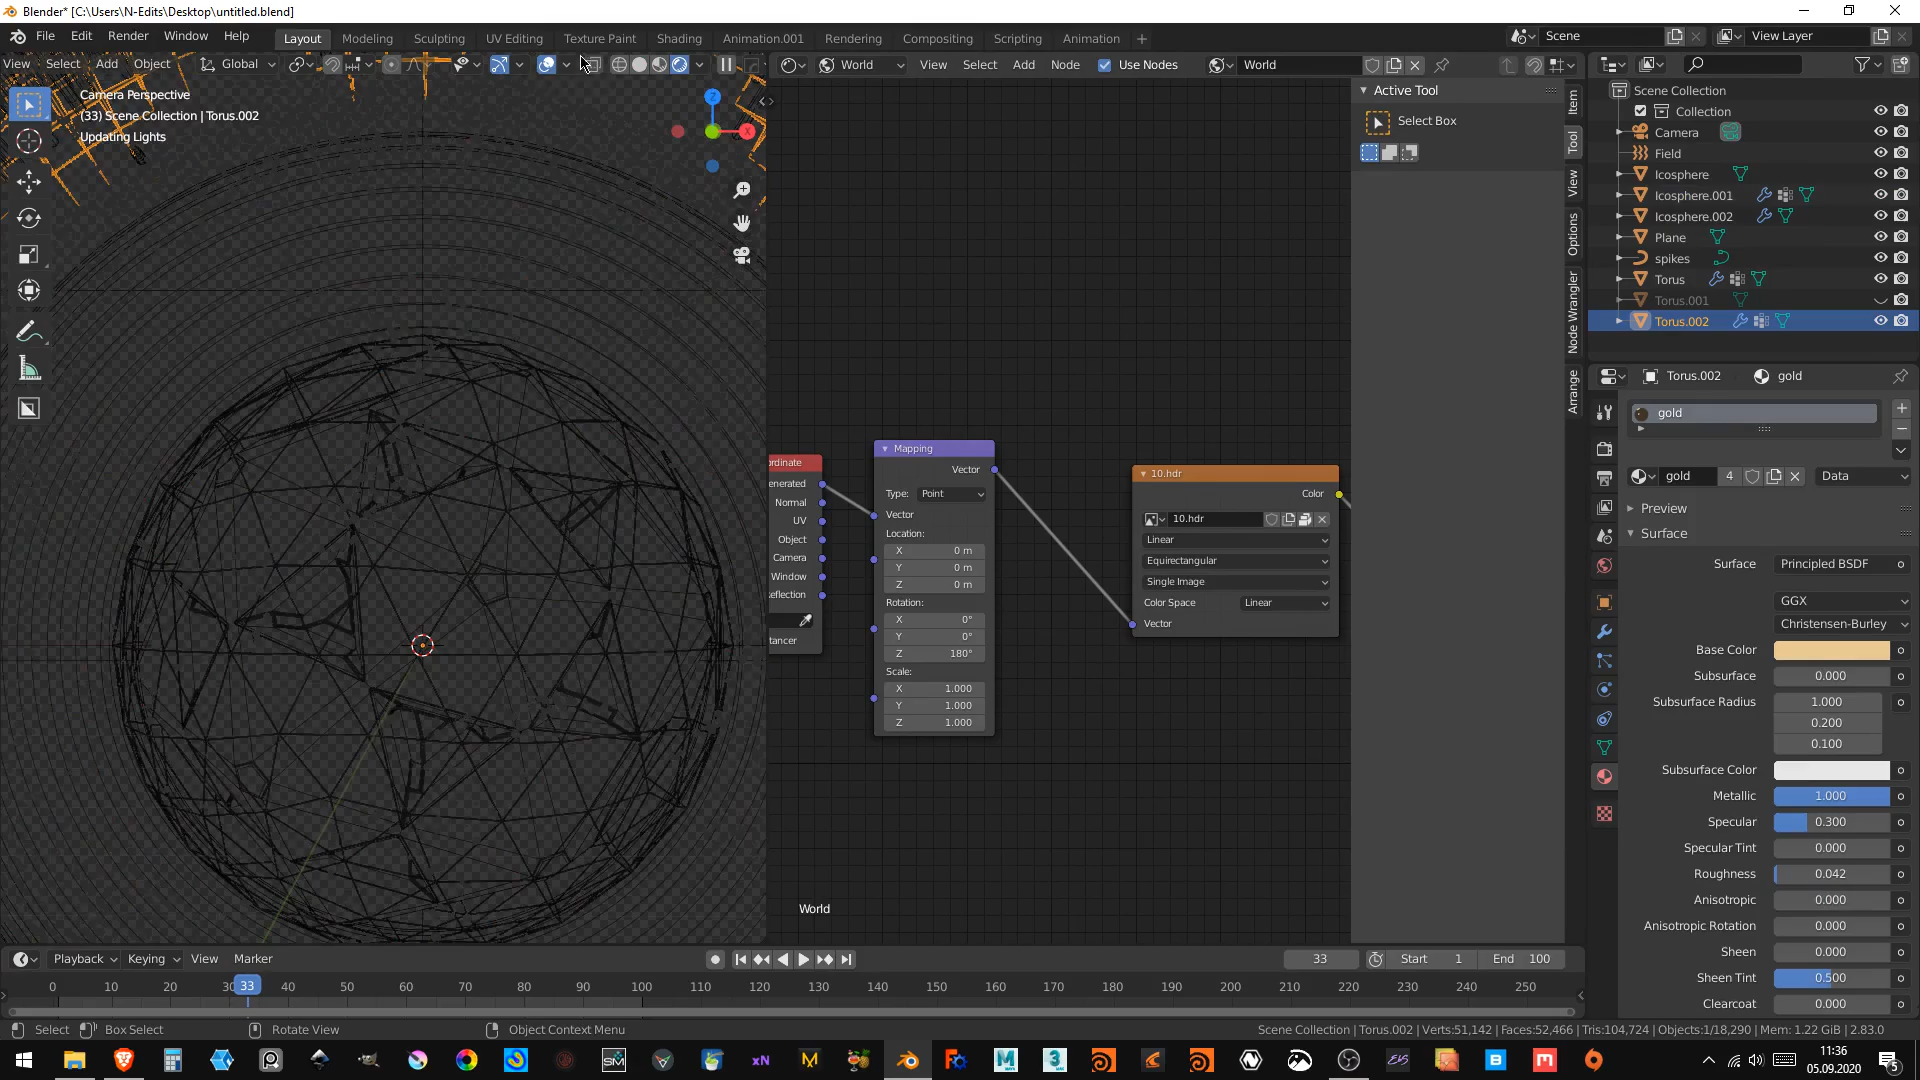 Blender* [C:\Users\N-Edits\Desktop\untitled.blend]
File Edit Render Window Help Layout Modeling Sculpting UV Editing Texture Paint Shading Animation.001 Rendering Compositing Scripting Animation + Scene View Layer
View Select Add Object Global World View Select Add Node Use Nodes World
Camera Perspective
(33) Scene Collection | Torus.002
Updating Lights
Z
X
Active Tool
Select Box
Item
Tool
View
Options
Node Wrangler
Arrange
Scene Collection
Collection
Camera
Field
Icosphere
Icosphere.001
Icosphere.002
Plane
spikes
Torus
Torus.001
Torus.002
Torus.002 gold
gold
gold 4 Data
Preview
Surface
Surface Principled BSDF
GGX
Christensen-Burley
Base Color
Subsurface 0.000
Subsurface Radius 1.000
0.200
0.100
Subsurface Color
Metallic 1.000
Specular 0.300
Specular Tint 0.000
Roughness 0.042
Anisotropic 0.000
Anisotropic Rotation 0.000
Sheen 0.000
Sheen Tint 0.500
Clearcoat 0.000
ordinate
enerated
Normal
UV
Object
Camera
Window
eflection
tancer
Mapping
Vector
Type: Point
Vector
Location:
X 0 m
Y 0 m
Z 0 m
Rotation:
X 0°
Y 0°
Z 180°
Scale:
X 1.000
Y 1.000
Z 1.000
10.hdr
Color
10.hdr
Linear
Equirectangular
Single Image
Color Space Linear
Vector
World
Playback Keying View Marker 33 Start 1 End 100
0 10 20 30 33 40 50 60 70 80 90 100 110 120 130 140 150 160 170 180 190 200 210 220 230 240 250
Select Box Select Rotate View Object Context Menu Scene Collection | Torus.002 | Verts:51,142 | Faces:52,466 | Tris:104,724 | Objects:1/18,290 | Mem: 1.22 GiB | 2.83.0
SM xN M 3 B 11:36
05.09.2020 5